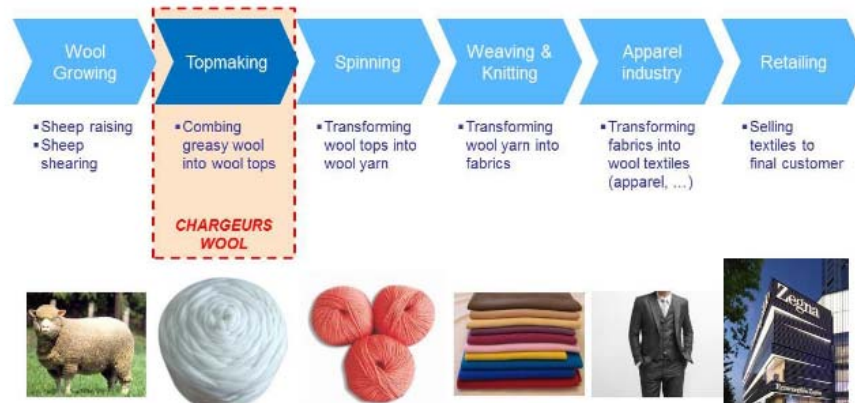 Wool
Growing
Topmaking
Spinning
Weaving &
Knitting
Apparel
industry
Retailing
▪Sheep raising
▪Sheep
shearing
▪Combing
greasy wool
into wool tops
▪Transforming
wool tops into
wool yarn
▪Transforming
wool yarn into
fabrics
▪Transforming
fabrics into
wool textiles
(apparel, ...)
▪Selling
textiles to
final customer
CHARGEURS
WOOL
Zegna
Ermenegildo Zegna